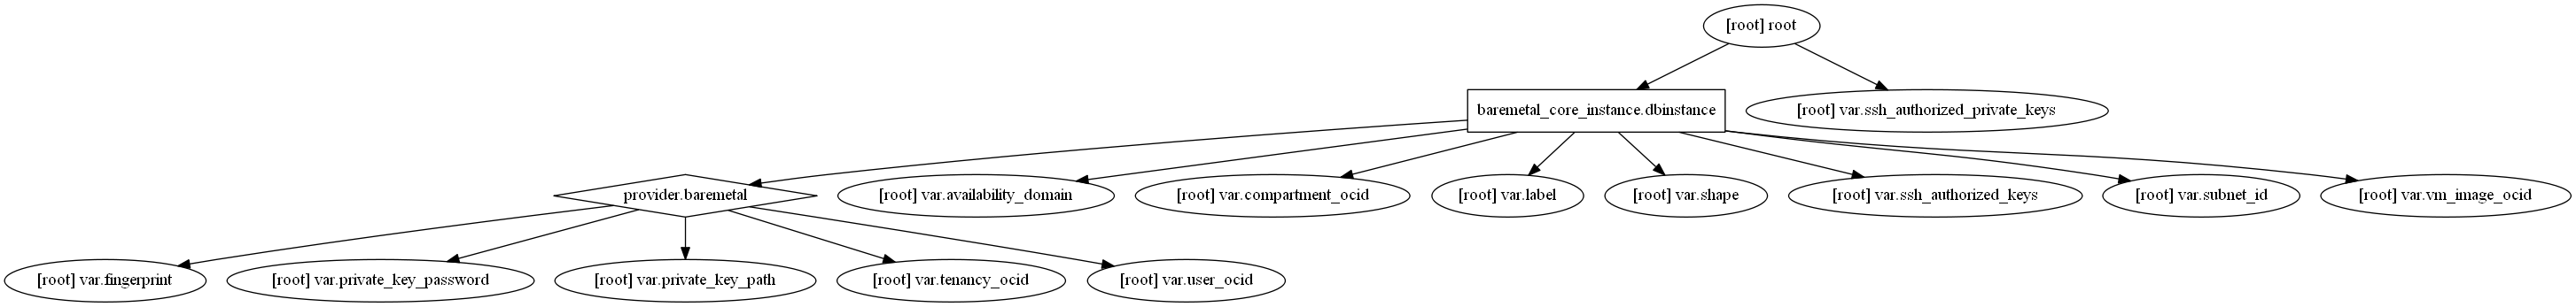 [root] root
baremetal_core_instance.dbinstance
[root] var.ssh_authorized_private_keys
provider.baremetal
[root] var.availability_domain
[root] var.compartment_ocid
[root] var.label
[root] var.shape
[root] var.ssh_authorized_keys
[root] var.subnet_id
[root] var.vm_image_ocid
[root] var.fingerprint
[root] var.private_key_password
[root] var.private_key_path
[root] var.tenancy_ocid
[root] var.user_ocid